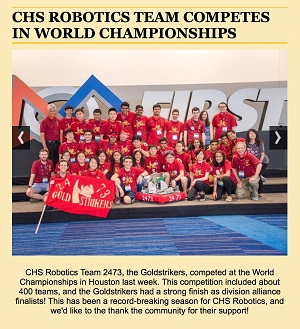 CHS ROBOTICS TEAM COMPETES
IN WORLD CHAMPIONSHIPS
FIRST
GOLD
STRIKERS
2473
CHS Robotics Team 2473, the Goldstrikers, competed at the World
Championships in Houston last week. This competition included about
400 teams, and the Goldstrikers had a strong finish as division alliance
finalists! This has been a record-breaking season for CHS Robotics, and
we'd like to the thank the community for their support!